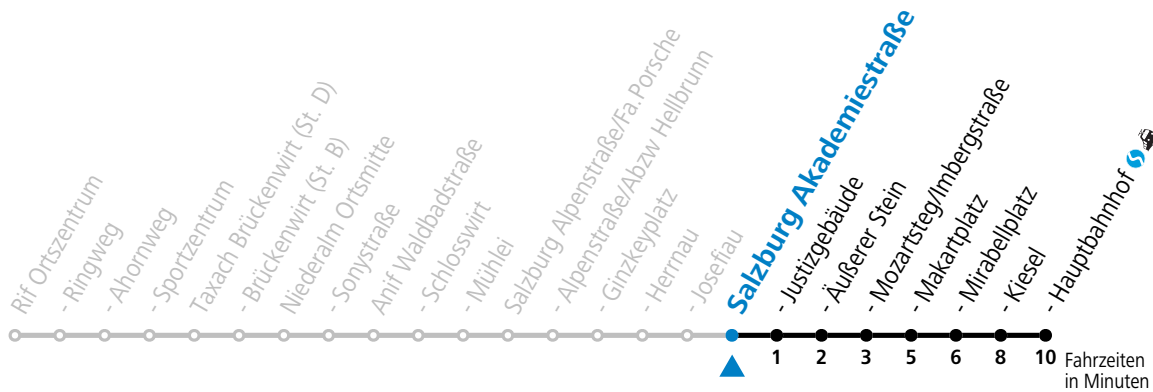 Rif Ortszentrum
- Ringweg
- Ahornweg
- Sportzentrum
Taxach Brückenwirt (St. D)
- Brückenwirt (St. B)
Niederalm Ortsmitte
- Sonystraße
Anif Waldbadstraße
- Schlosswirt
- Mühlei
Salzburg Alpenstraße/Fa. Porsche
- Alpenstraße/Abzw Hellbrunn
- Ginzkeyplatz
- Herrnau
- Josefiau
Salzburg Akademiestraße
- Justizgebäude
- Äußerer Stein
- Mozartsteg/Imbergstraße
- Makartplatz
- Mirabellplatz
- Kiesel
- Hauptbahnhof
1 2 3 5 6 8 10 Fahrzeiten
in Minuten